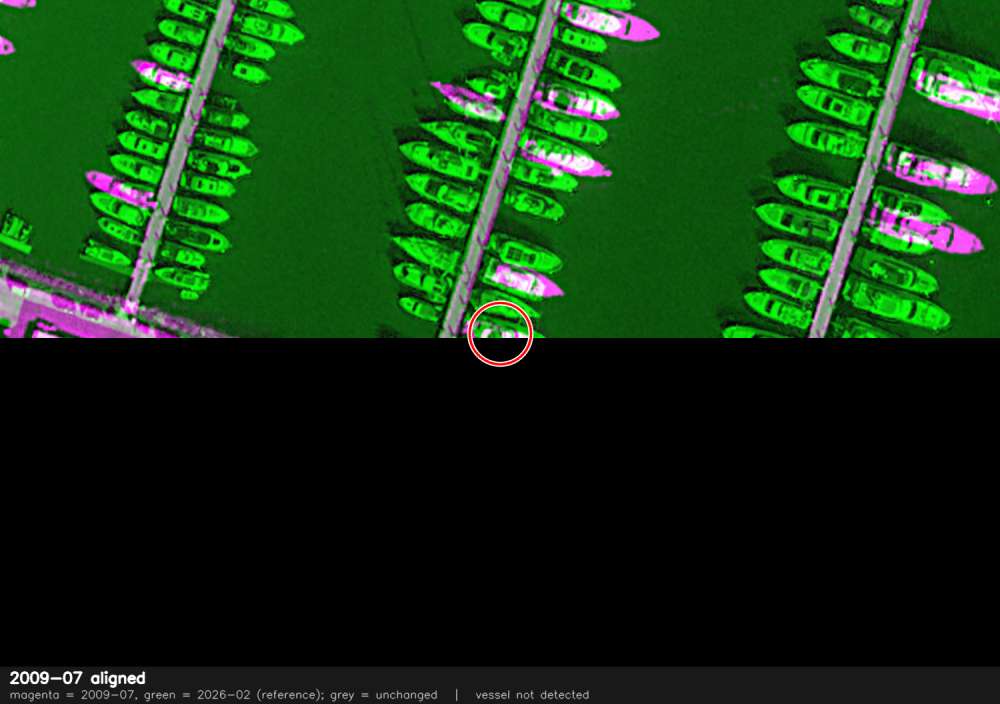 2009-07 aligned
magenta = 2009-07, green = 2026-02 (reference); grey = unchanged | vessel not detected